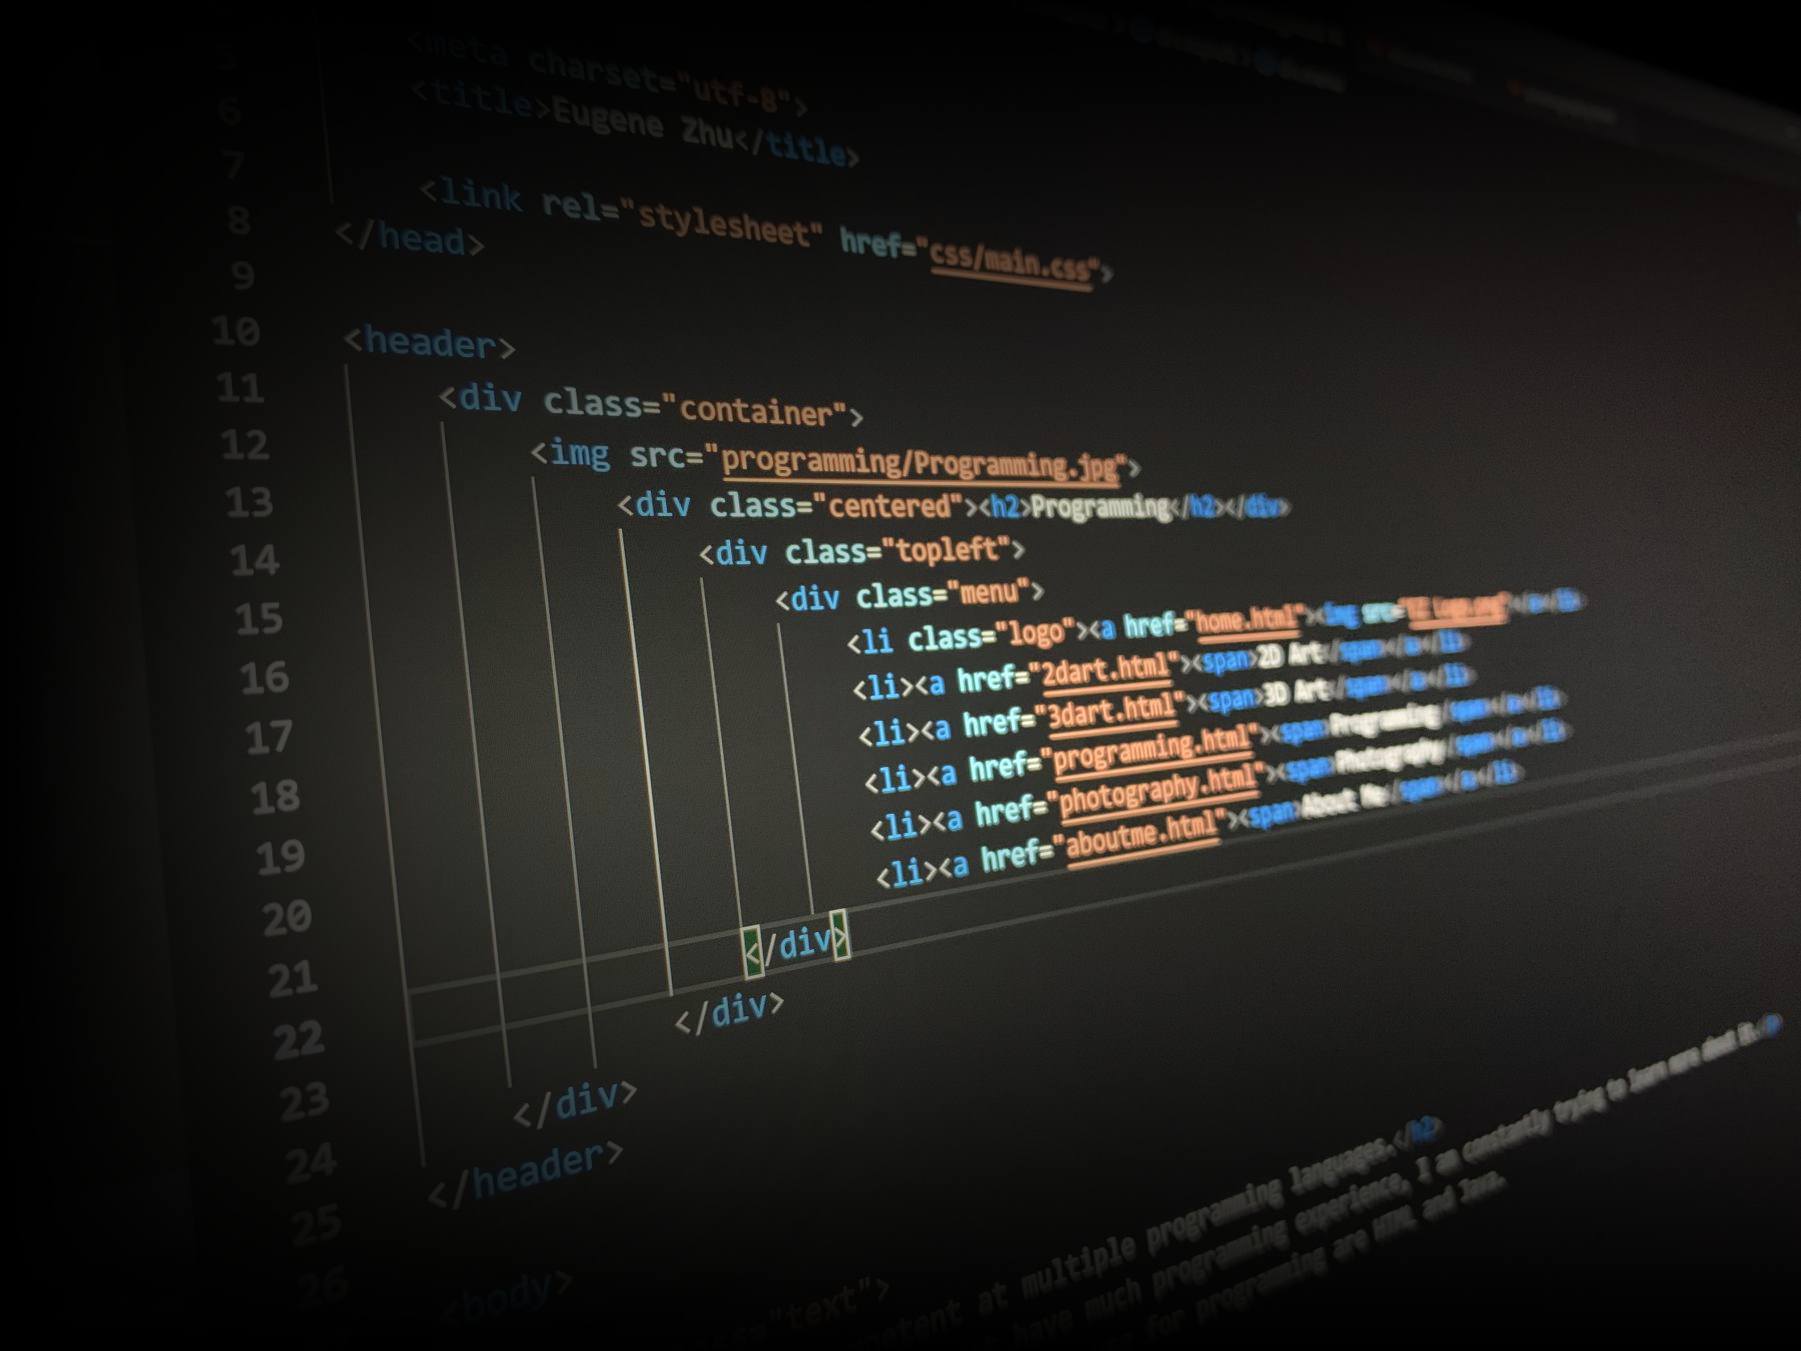 5
<meta charset="utf-8">
6
<title>Eugene Zhu</title>
7
<link rel="stylesheet" href="css/main.css">
8
</head>
9
10
<header>
11
<div class="container">
12
<img src="programming/Programming.jpg">
13
<div class="centered"><h2>Programming</h2></div>
14
<div class="topleft">
15
<div class="menu">
16
<li class="logo"><a href="home.html"><img src="
17
<li><a href="2dart.html"><span>2D Art</span></a></li>
18
<li><a href="3dart.html"><span>3D Art</span></a></li>
19
<li><a href="programming.html"><span>Programming</span></a></li>
20
<li><a href="photography.html"><span>Photography</span></a></li>
21
<li><a href="aboutme.html"><span>About Me</span></a></li>
22
</div>
23
</div>
24
</div>
25
</header>
26
<body>
"text">
at multiple programming languages.</h2>
have much programming experience, I am constantly trying to learn more about it.
for programming are HTML and Java.